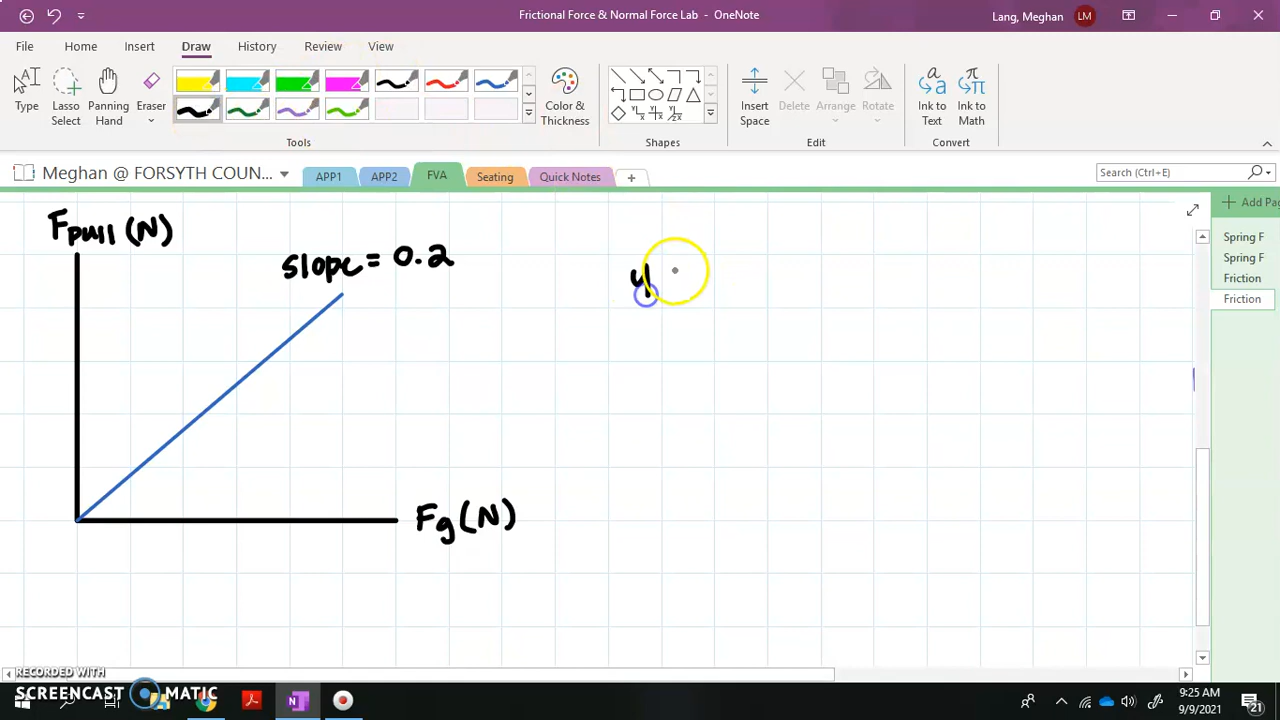 Frictional Force & Normal Force Lab - OneNote
Lang, Meghan LM
File Home Insert Draw History Review View
Type
Lasso Select
Panning Hand
Eraser
Color & Thickness
Insert Space
Delete
Arrange
Rotate
Ink to Text
Ink to Math
Tools
Shapes
Edit
Convert
Meghan @ FORSYTH COUN...
APP1 APP2 FVA Seating Quick Notes
Search (Ctrl+E)
Add Pag
Spring F
Spring F
Friction
Friction
Fpull (N)
slope = 0.2
y
Fg (N)
RECORDED WITH
SCREENCAST MATIC
9:25 AM
9/9/2021
21